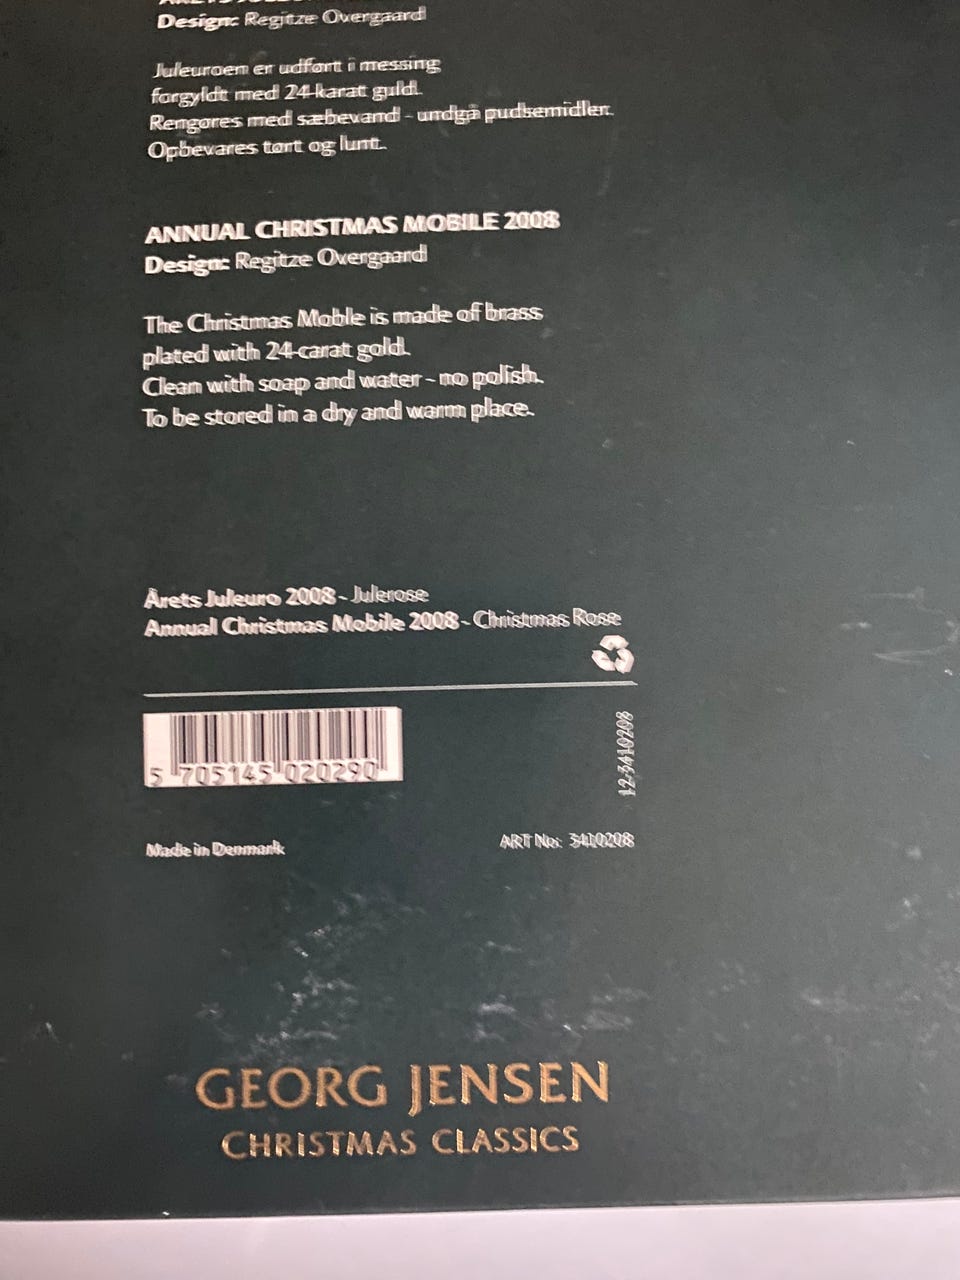 Design: Regitze Overgaard
Juleuroen er udført i messing
forgyldt med 24-karat guld.
Rengøres med sæbevand - undgå pudsemidler.
Opbevares tørt og lunt.
ANNUAL CHRISTMAS MOBILE 2008
Design: Regitze Overgaard
The Christmas Moble is made of brass
plated with 24-carat gold.
Clean with soap and water - no polish.
To be stored in a dry and warm place.
Årets Juleuro 2008 - Julerose
Annual Christmas Mobile 2008 - Christmas Rose
12-3410208
5 705145 020290
Made in Denmark
ART No: 3410208
GEORG JENSEN
CHRISTMAS CLASSICS